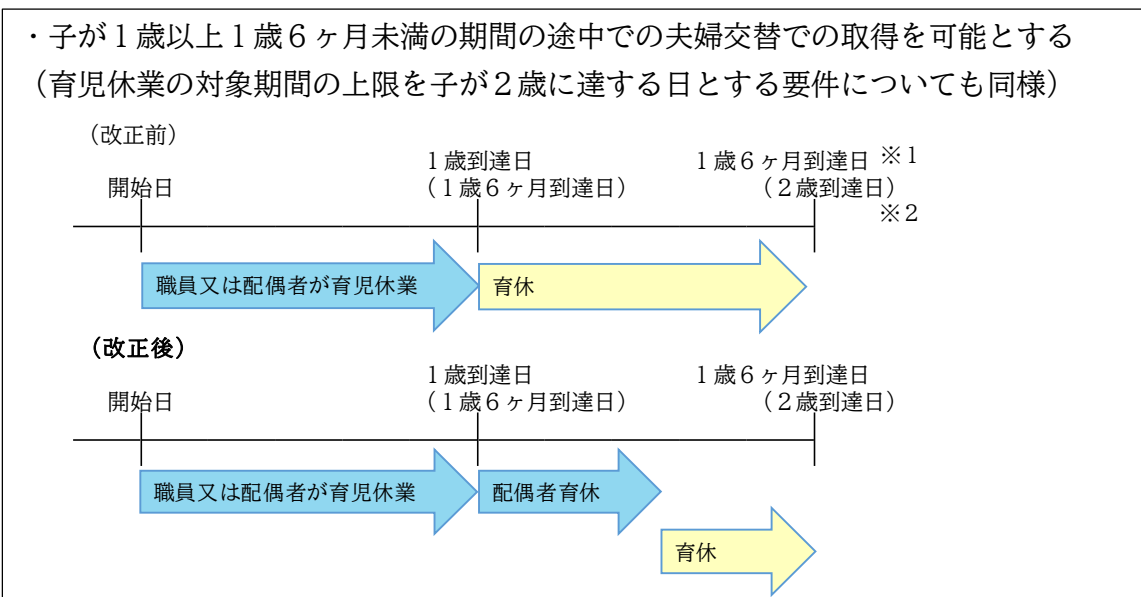 ・子が１歳以上１歳６ヶ月未満の期間の途中での夫婦交替での取得を可能とする
（育児休業の対象期間の上限を子が２歳に達する日とする要件についても同様）
（改正前）
１歳到達日 １歳６ヶ月到達日 ※１
開始日 （１歳６ヶ月到達日） （２歳到達日）
※２
職員又は配偶者が育児休業 育休
（改正後）
１歳到達日 １歳６ヶ月到達日
開始日 （１歳６ヶ月到達日） （２歳到達日）
職員又は配偶者が育児休業 配偶者育休
育休